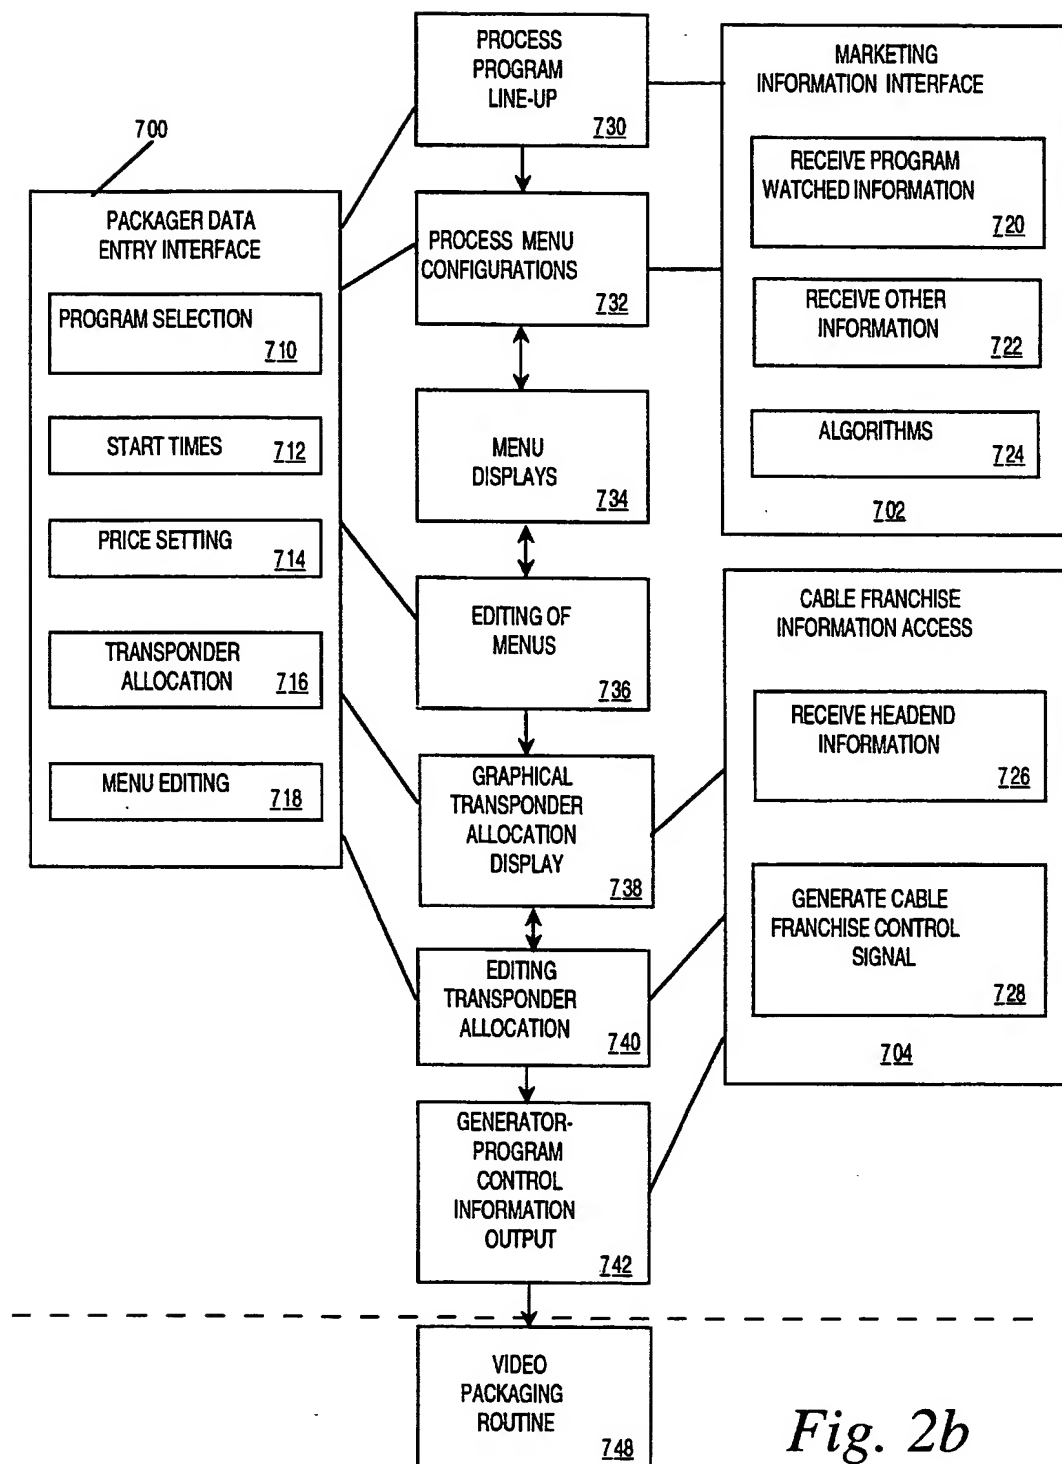 700
PACKAGER DATA
ENTRY INTERFACE
PROGRAM SELECTION
710
START TIMES
712
PRICE SETTING
714
TRANSPONDER
ALLOCATION
716
MENU EDITING
718
PROCESS
PROGRAM
LINE-UP
730
PROCESS MENU
CONFIGURATIONS
732
MENU
DISPLAYS
734
EDITING OF
MENUS
736
GRAPHICAL
TRANSPONDER
ALLOCATION
DISPLAY
738
EDITING
TRANSPONDER
ALLOCATION
740
GENERATOR-
PROGRAM
CONTROL
INFORMATION
OUTPUT
742
VIDEO
PACKAGING
ROUTINE
748
MARKETING
INFORMATION INTERFACE
RECEIVE PROGRAM
WATCHED INFORMATION
720
RECEIVE OTHER
INFORMATION
722
ALGORITHMS
724
702
CABLE FRANCHISE
INFORMATION ACCESS
RECEIVE HEADEND
INFORMATION
726
GENERATE CABLE
FRANCHISE CONTROL
SIGNAL
728
704
Fig. 2b